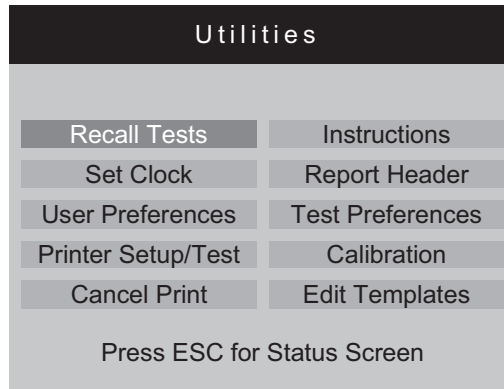 Utilities
Recall Tests Instructions
Set Clock Report Header
User Preferences Test Preferences
Printer Setup/Test Calibration
Cancel Print Edit Templates
Press ESC for Status Screen